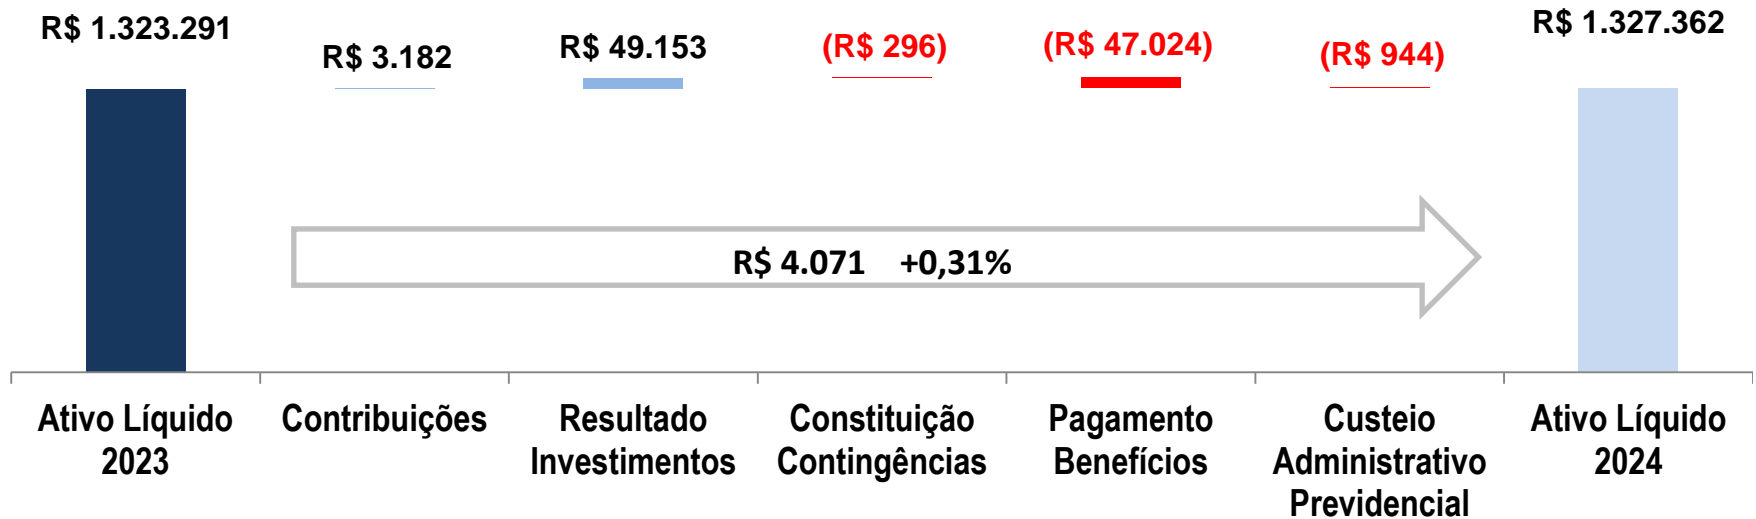 R$ 1.323.291
R$ 3.182
R$ 49.153
(R$ 296)
(R$ 47.024)
(R$ 944)
R$ 1.327.362
R$ 4.071 +0,31%
Ativo Líquido
2023
Contribuições
Resultado
Investimentos
Constituição
Contingências
Pagamento
Benefícios
Custeio
Administrativo
Previdencial
Ativo Líquido
2024